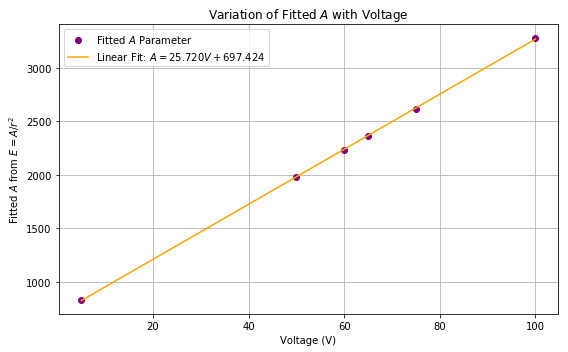 Variation of Fitted A with Voltage
Fitted A Parameter
Linear Fit: A = 25.720V + 697.424
Fitted A from E = A/r²
3000
2500
2000
1500
1000
20 40 60 80 100
Voltage (V)